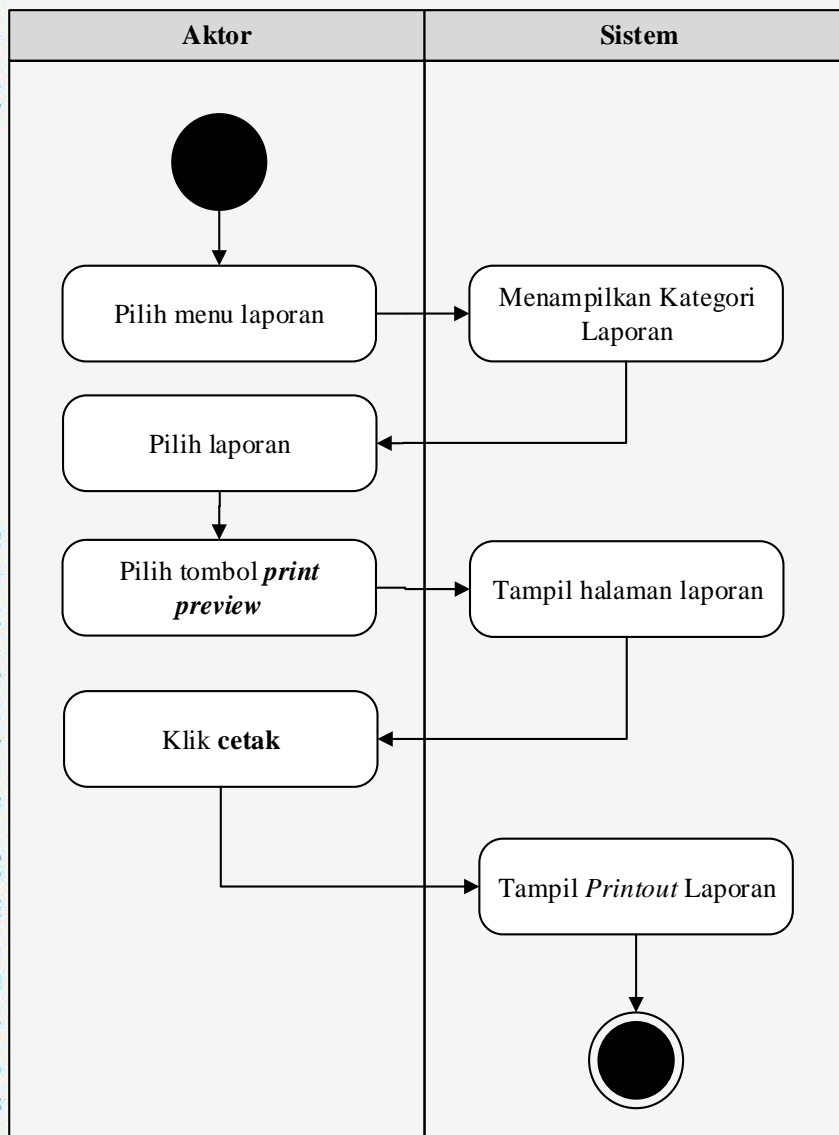 Aktor
Sistem
Pilih menu laporan
Menampilkan Kategori
Laporan
Pilih laporan
Pilih tombol print
preview
Tampil halaman laporan
Klik cetak
Tampil Printout Laporan